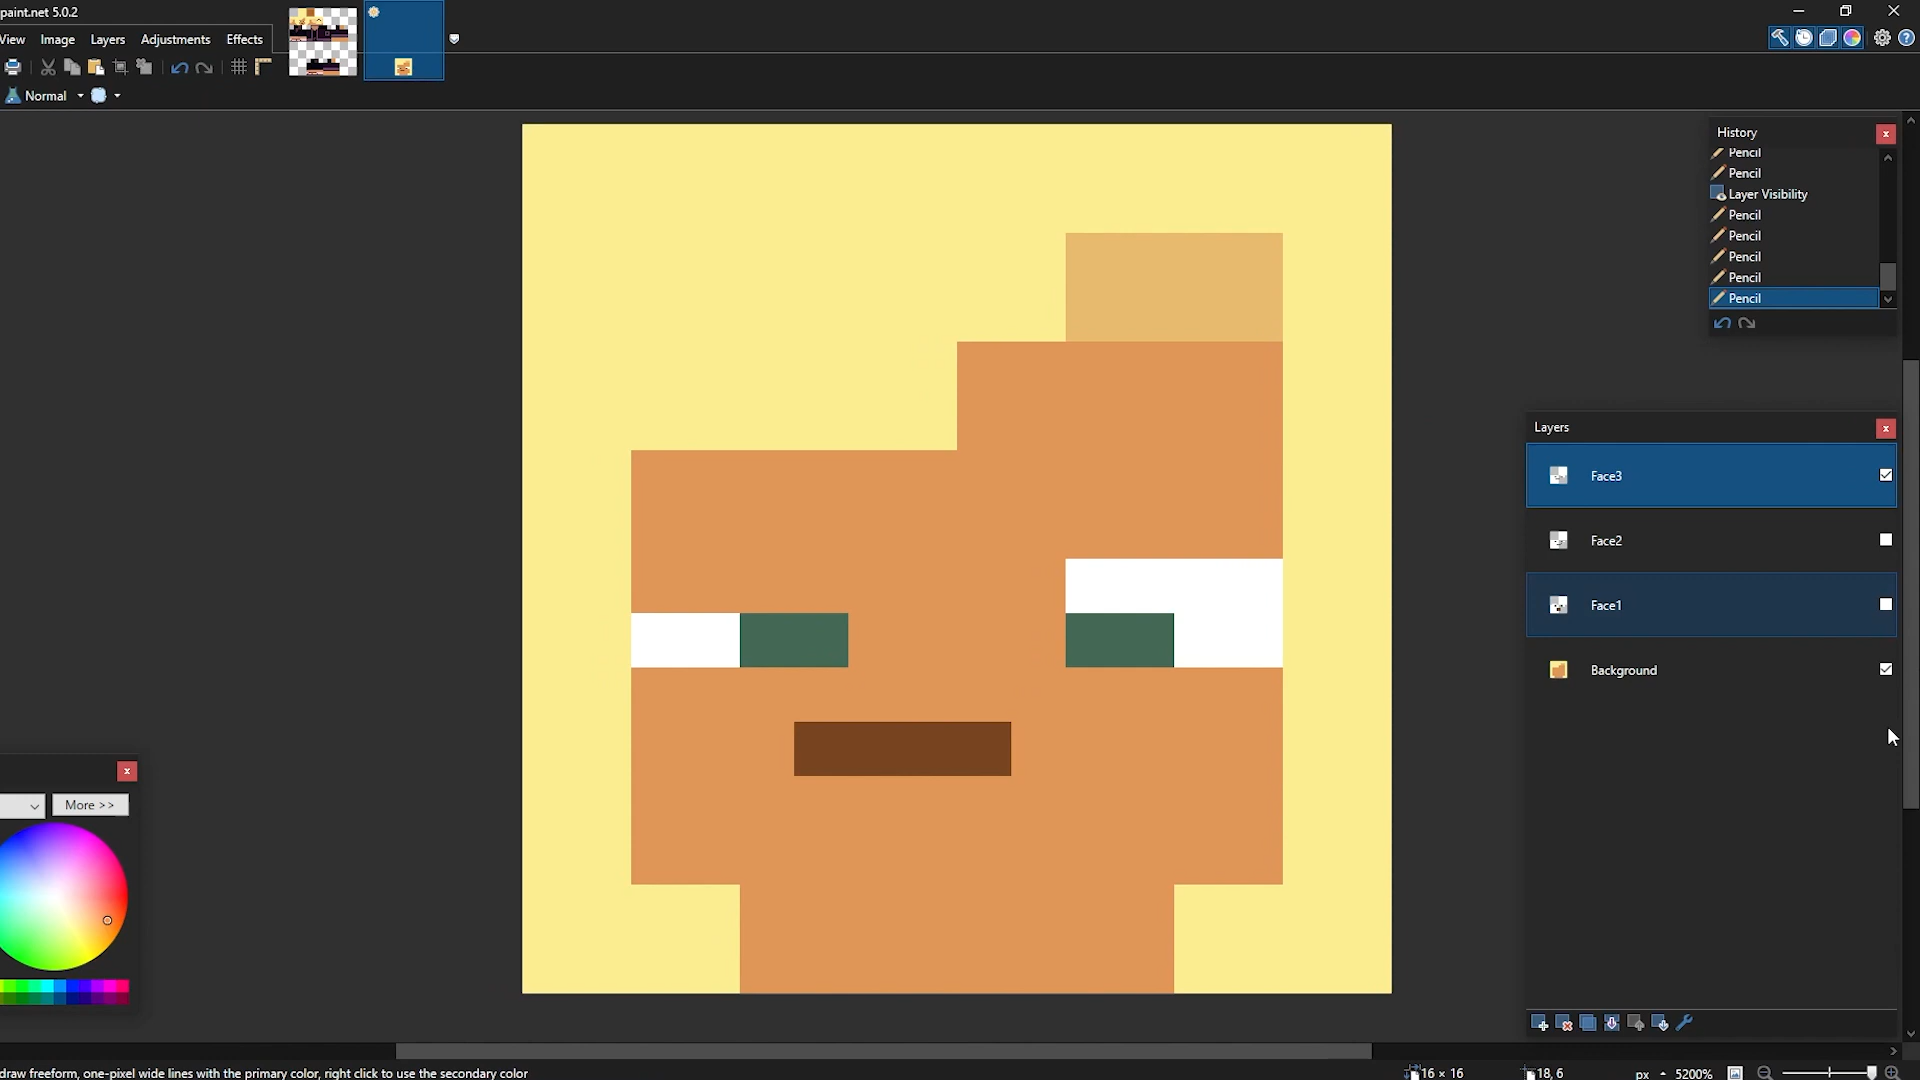 paint.net 5.0.2
View Image Layers Adjustments Effects
Normal
History
Pencil
Pencil
Layer Visibility
Pencil
Pencil
Pencil
Pencil
Pencil
Layers
Face3
Face2
Face1
Background
More >>
draw freeform, one-pixel wide lines with the primary color, right click to use the secondary color
16 × 16
18, 6
px
5200%